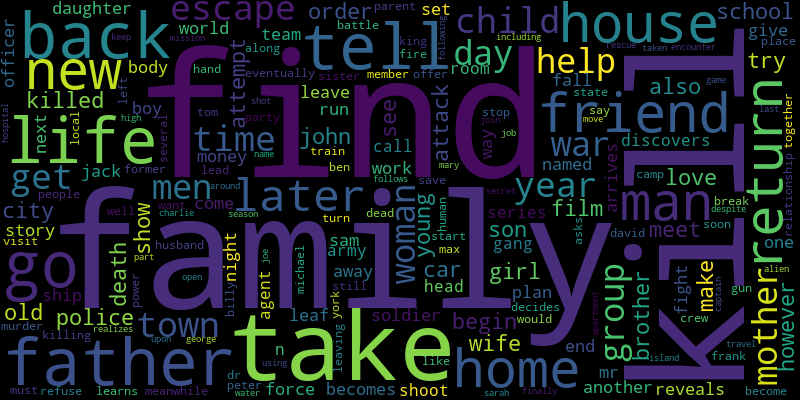 daughter
escape
order
parent
set
child
house
school
back
world
team
battle
king
tell
along
fire
following
day
give
place
officer
keep
mission
new
body
attempt
hand
sister
member
offer
room
including
help
rescue
taken
encounter
try
killed
left
eventually
find
fall
state
also
game
boy
tom
shot
leave
see
attack
friend
hospital
life
next
local
high
several
time
party
run
john
call
way
stop
join
job
war
say
move
discovers
last
together
return
kill
jack
former
money
lead
train
ben
work
mary
named
arrives
camp
love
relationship
get
people
men
around
name
later
follows
save
secret
year
man
break
despite
city
want
come
season
woman
young
human
series
film
meet
soon
story
well
charlie
turn
dead
start
son
asks
david
one
visit
show
part
husband
night
sam
army
max
gang
group
brother
mother
go
family
death
open
power
billy
agent
joe
michael
away
still
car
girl
fight
make
alien
however
ship
head
plan
gun
captain
old
police
town
leaf
york
soldier
begin
decides
crew
travel
murder
killing
realizes
upon
george
n
leaving
take
would
wife
end
apartment
island
frank
father
dr
using
like
home
mr
another
reveals
must
refuse
learns
meanwhile
peter
water
force
becomes
shoot
sarah
finally
become